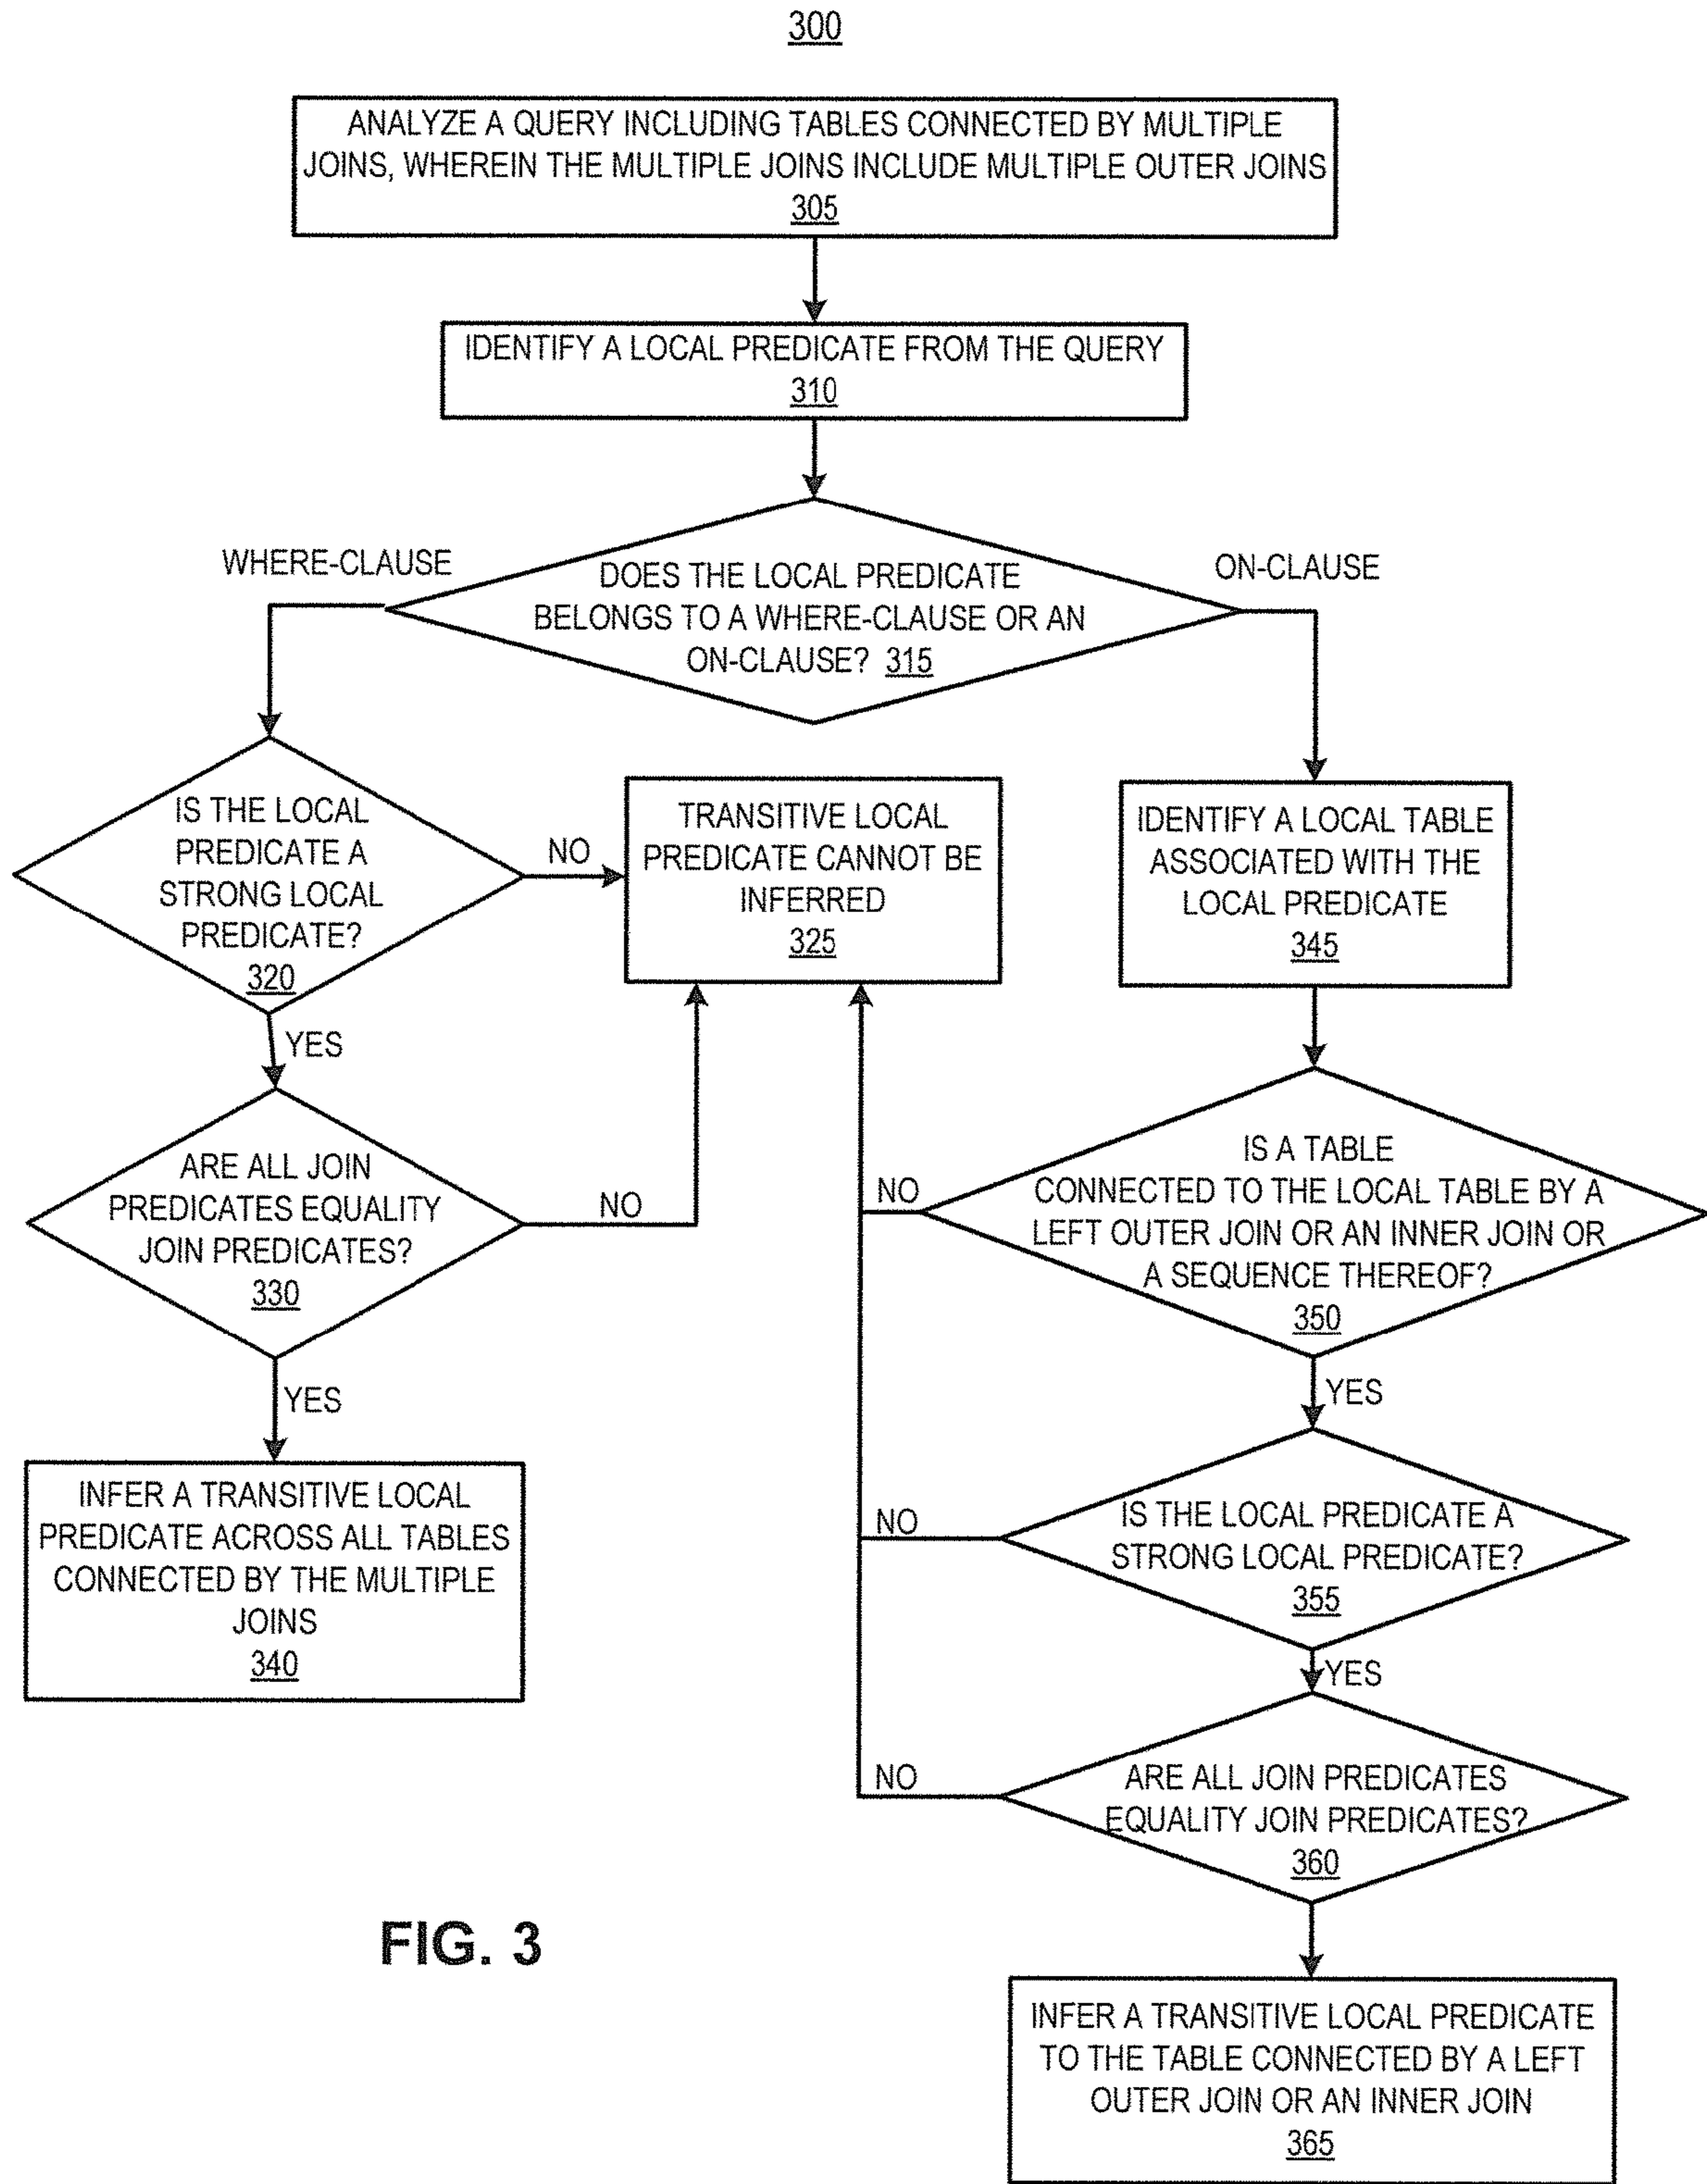 300
ANALYZE A QUERY INCLUDING TABLES CONNECTED BY MULTIPLE
JOINS, WHEREIN THE MULTIPLE JOINS INCLUDE MULTIPLE OUTER JOINS
305
IDENTIFY A LOCAL PREDICATE FROM THE QUERY
310
DOES THE LOCAL PREDICATE
BELONGS TO A WHERE-CLAUSE OR AN
ON-CLAUSE? 315
WHERE-CLAUSE
ON-CLAUSE
IS THE LOCAL
PREDICATE A
STRONG LOCAL
PREDICATE?
320
NO
YES
TRANSITIVE LOCAL
PREDICATE CANNOT BE
INFERRED
325
ARE ALL JOIN
PREDICATES EQUALITY
JOIN PREDICATES?
330
NO
YES
INFER A TRANSITIVE LOCAL
PREDICATE ACROSS ALL TABLES
CONNECTED BY THE MULTIPLE
JOINS
340
IDENTIFY A LOCAL TABLE
ASSOCIATED WITH THE
LOCAL PREDICATE
345
IS A TABLE
CONNECTED TO THE LOCAL TABLE BY A
LEFT OUTER JOIN OR AN INNER JOIN OR
A SEQUENCE THEREOF?
350
NO
YES
IS THE LOCAL PREDICATE A
STRONG LOCAL PREDICATE?
355
NO
YES
ARE ALL JOIN PREDICATES
EQUALITY JOIN PREDICATES?
360
NO
INFER A TRANSITIVE LOCAL PREDICATE
TO THE TABLE CONNECTED BY A LEFT
OUTER JOIN OR AN INNER JOIN
365
FIG. 3